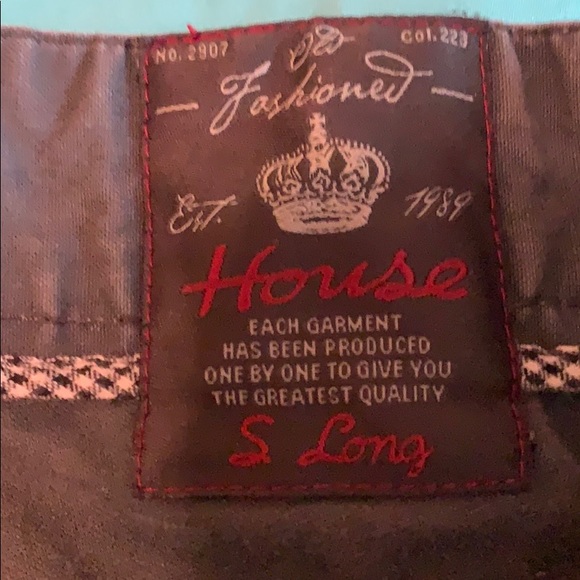 No. 2907 Col. 229
Old
Fashioned
Est. 1989
House
EACH GARMENT
HAS BEEN PRODUCED
ONE BY ONE TO GIVE YOU
THE GREATEST QUALITY
S Long